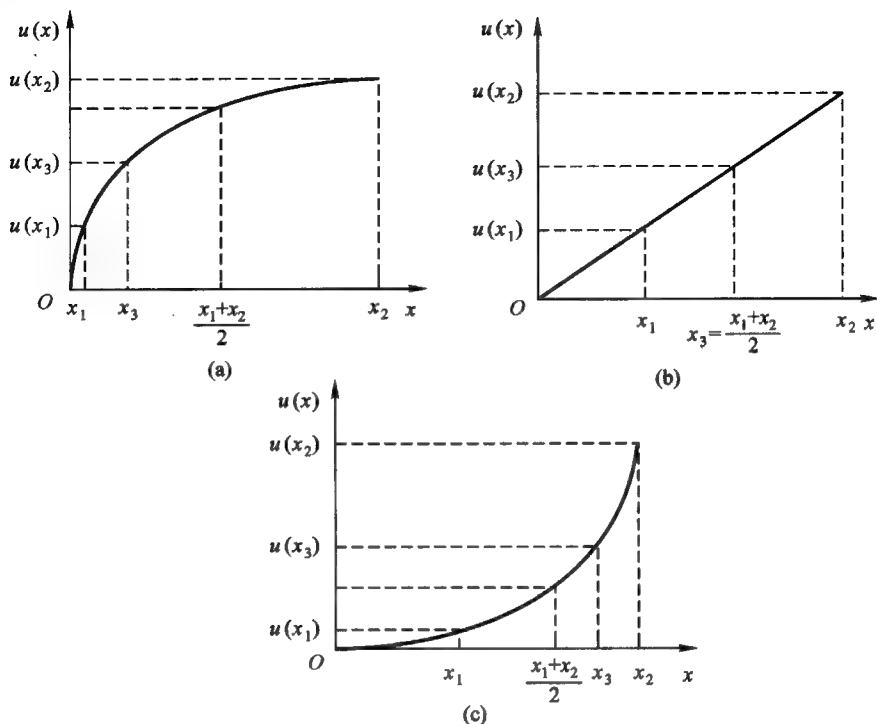 u(x)
u(x₂)
u(x₃)
u(x₁)
O x₁ x₃ (x₁+x₂)/2 x₂ x
(a)
u(x)
u(x₂)
u(x₃)
u(x₁)
O x₁ x₃=(x₁+x₂)/2 x₂ x
(b)
u(x)
u(x₂)
u(x₃)
u(x₁)
O x₁ (x₁+x₂)/2 x₃ x₂ x
(c)